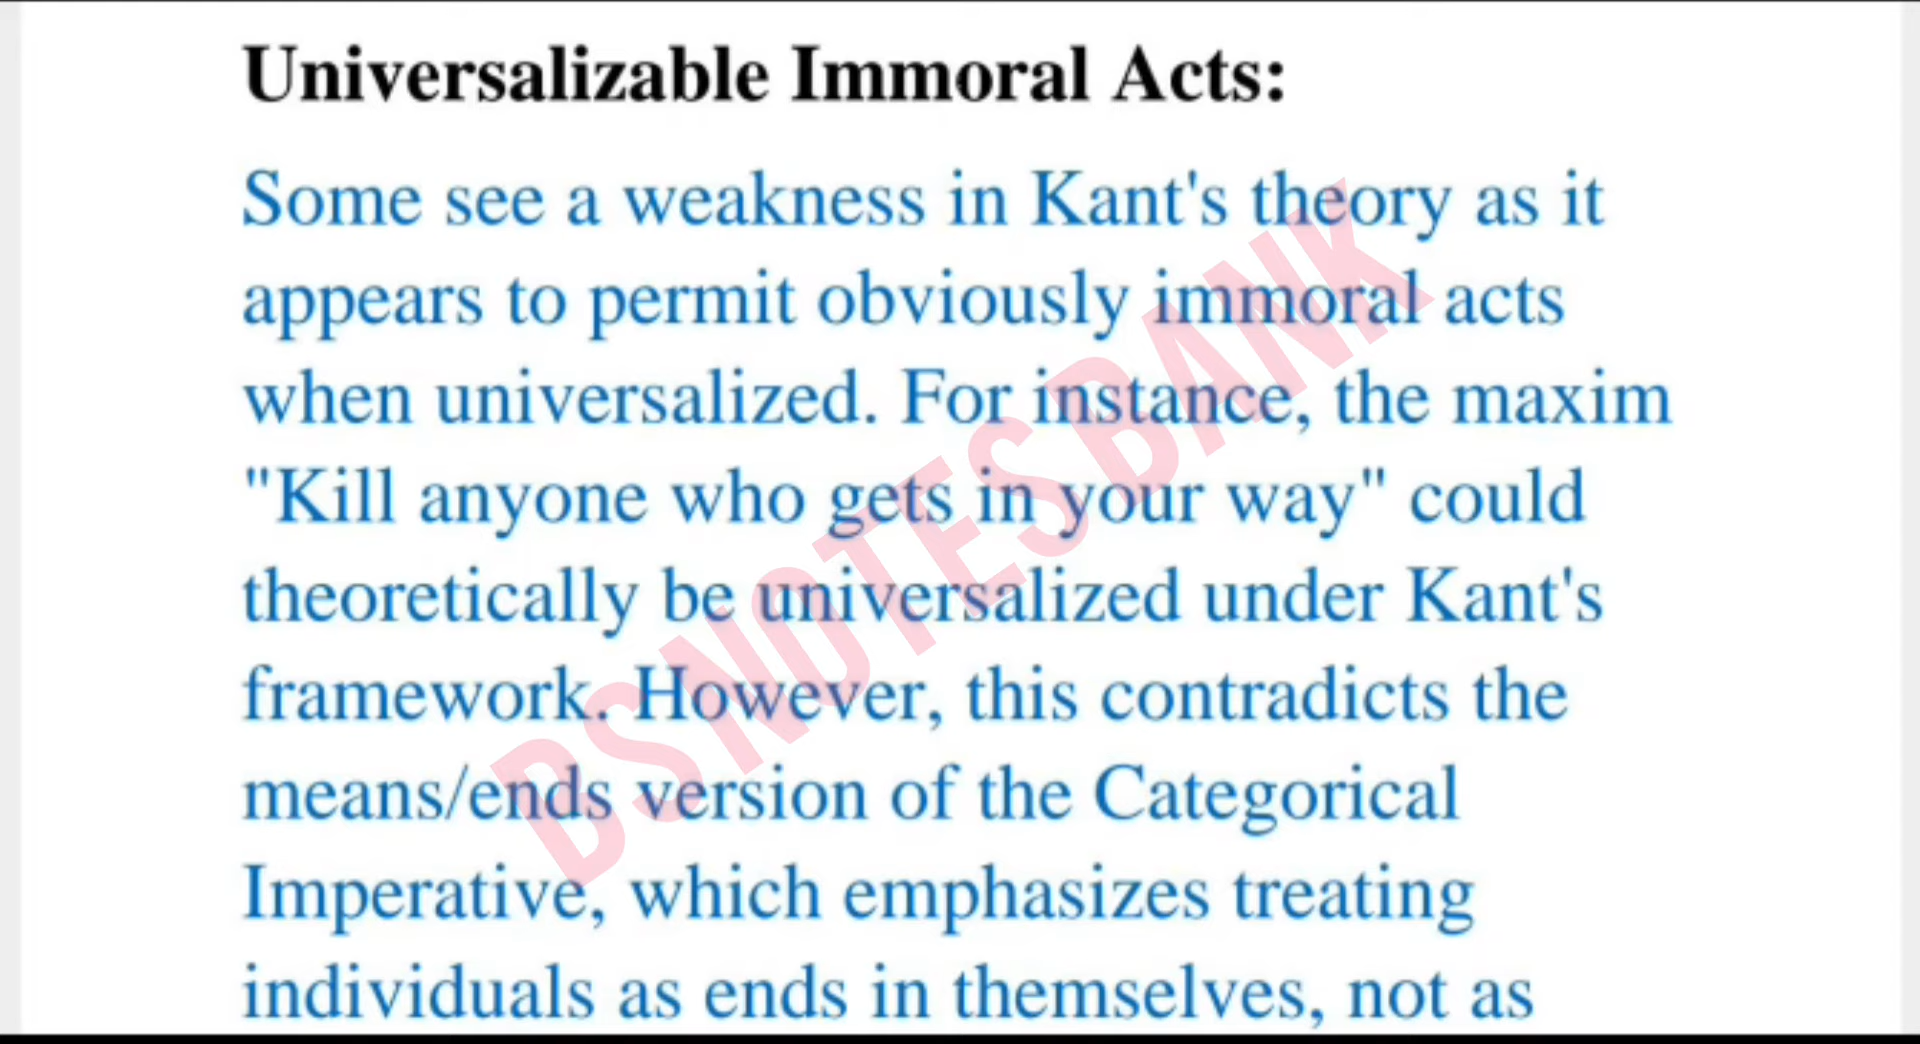 Universalizable Immoral Acts:
Some see a weakness in Kant's theory as it
appears to permit obviously immoral acts
when universalized. For instance, the maxim
"Kill anyone who gets in your way" could
theoretically be universalized under Kant's
framework. However, this contradicts the
means/ends version of the Categorical
Imperative, which emphasizes treating
individuals as ends in themselves, not as
BSNOTES BANK